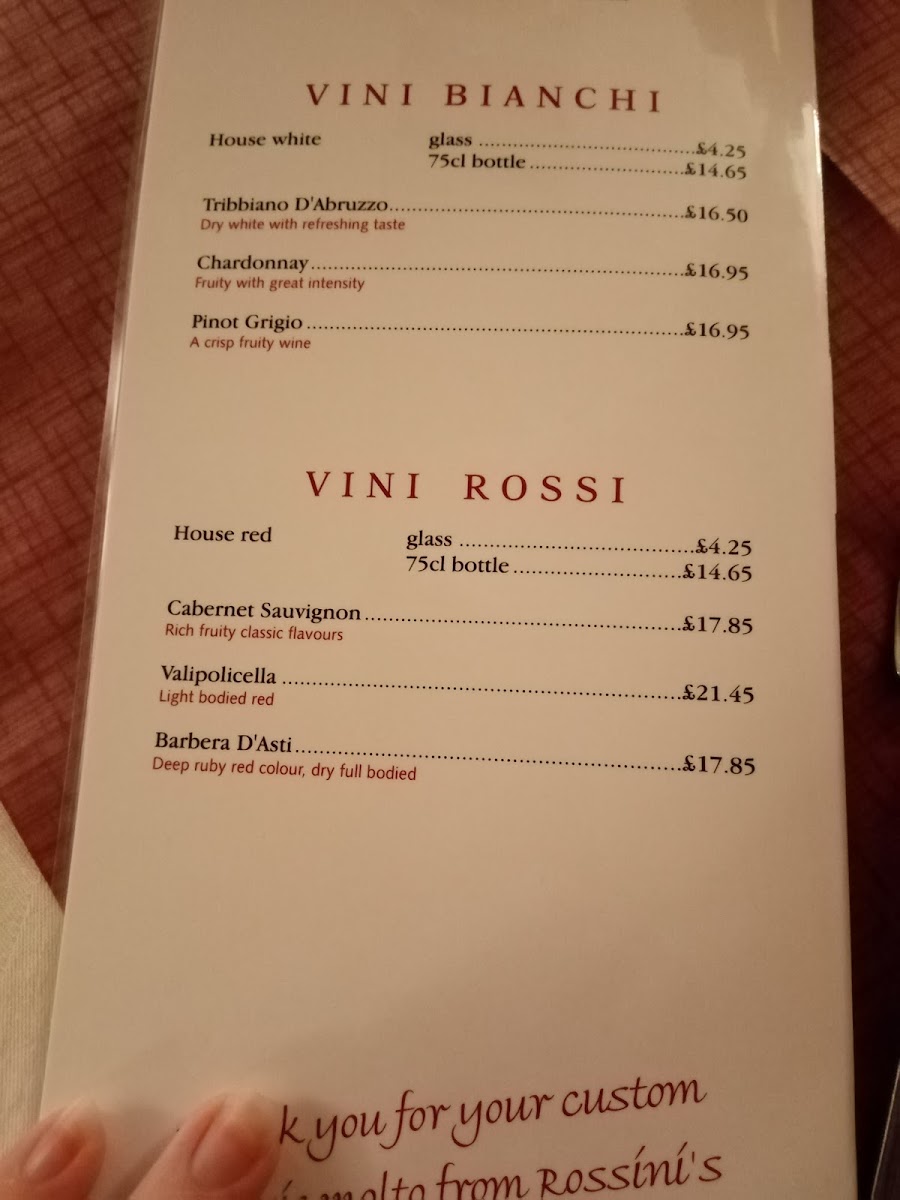 VINI BIANCHI
House white glass ........................................£4.25
75cl bottle ............................£14.65
Tribbiano D'Abruzzo......................................................£16.50
Dry white with refreshing taste
Chardonnay....................................................................£16.95
Fruity with great intensity
Pinot Grigio ....................................................................£16.95
A crisp fruity wine
VINI ROSSI
House red glass ........................................£4.25
75cl bottle ..............................£14.65
Cabernet Sauvignon ......................................................£17.85
Rich fruity classic flavours
Valipolicella ....................................................................£21.45
Light bodied red
Barbera D'Asti..................................................................£17.85
Deep ruby red colour, dry full bodied
you for your custom
molto from Rossíní's